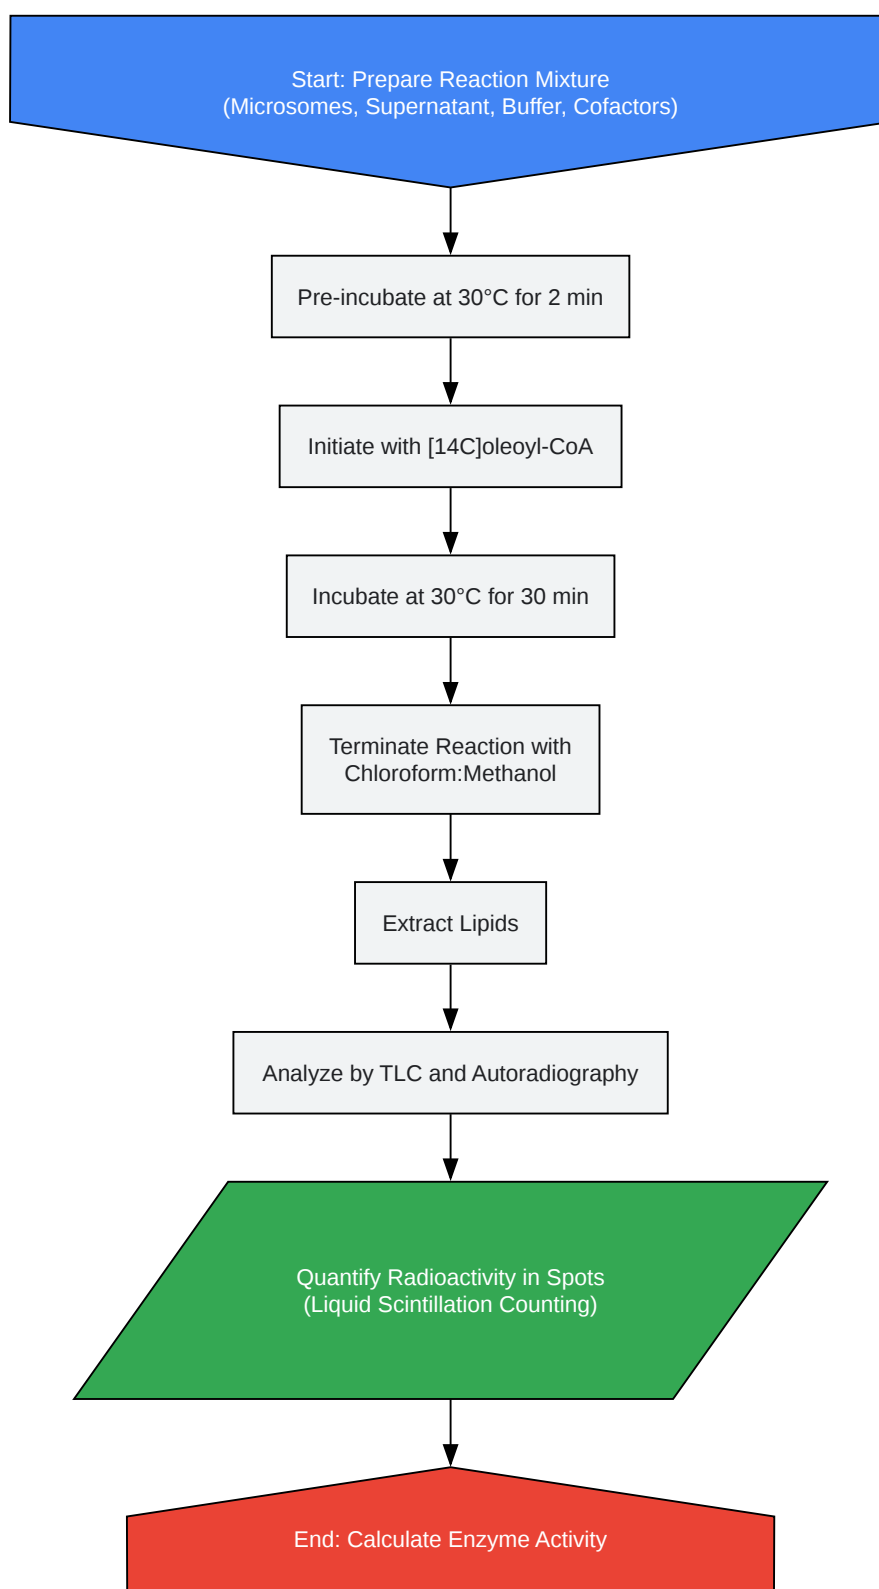 Start: Prepare Reaction Mixture
(Microsomes, Supernatant, Buffer, Cofactors)
Pre-incubate at 30°C for 2 min
Initiate with [14C]oleoyl-CoA
Incubate at 30°C for 30 min
Terminate Reaction with
Chloroform:Methanol
Extract Lipids
Analyze by TLC and Autoradiography
Quantify Radioactivity in Spots
(Liquid Scintillation Counting)
End: Calculate Enzyme Activity